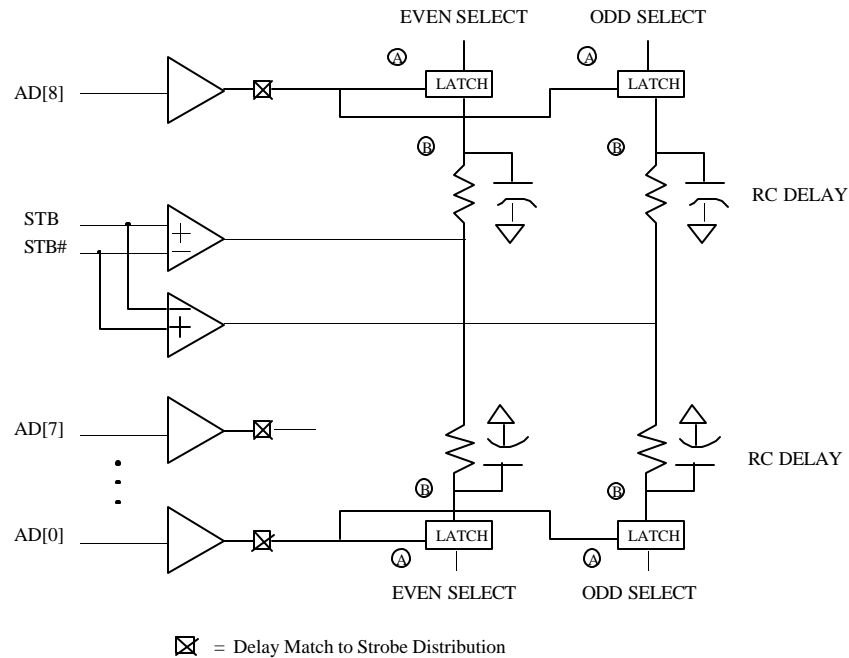 EVEN SELECT
ODD SELECT
A
A
AD[8]
LATCH
LATCH
B
B
RC DELAY
STB
+
−
STB#
−
+
AD[7]
RC DELAY
B
B
AD[0]
LATCH
LATCH
A
A
EVEN SELECT
ODD SELECT
= Delay Match to Strobe Distribution